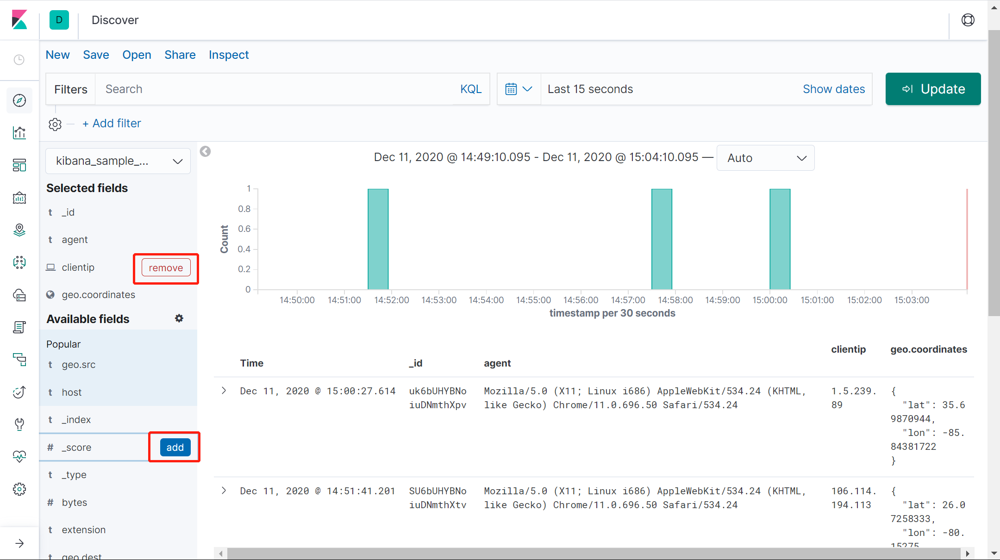 D Discover
New Save Open Share Inspect
Filters Search KQL Last 15 seconds Show dates Update
+ Add filter
kibana_sample_...
Selected fields
t _id
t agent
clientip remove
geo.coordinates
Available fields
Popular
t geo.src
t host
t _index
# _score add
t _type
# bytes
t extension
t geo.dest
Dec 11, 2020 @ 14:49:10.095 - Dec 11, 2020 @ 15:04:10.095 — Auto
Count
1
0.8
0.6
0.4
0.2
0
14:50:00 14:51:00 14:52:00 14:53:00 14:54:00 14:55:00 14:56:00 14:57:00 14:58:00 14:59:00 15:00:00 15:01:00 15:02:00 15:03:00
timestamp per 30 seconds
Time _id agent clientip geo.coordinates
Dec 11, 2020 @ 15:00:27.614 uk6bUHYBNo Mozilla/5.0 (X11; Linux i686) AppleWebKit/534.24 (KHTML, 1.5.239. {
iuDNmthXpv like Gecko) Chrome/11.0.696.50 Safari/534.24 89 "lat": 35.6
9870944,
"lon": -85.
84381722
}
Dec 11, 2020 @ 14:51:41.201 SU6bUHYBNo Mozilla/5.0 (X11; Linux i686) AppleWebKit/534.24 (KHTML, 106.114. {
iuDNmthXtv like Gecko) Chrome/11.0.696.50 Safari/534.24 194.113 "lat": 26.0
7258333,
"lon": -80.
15275